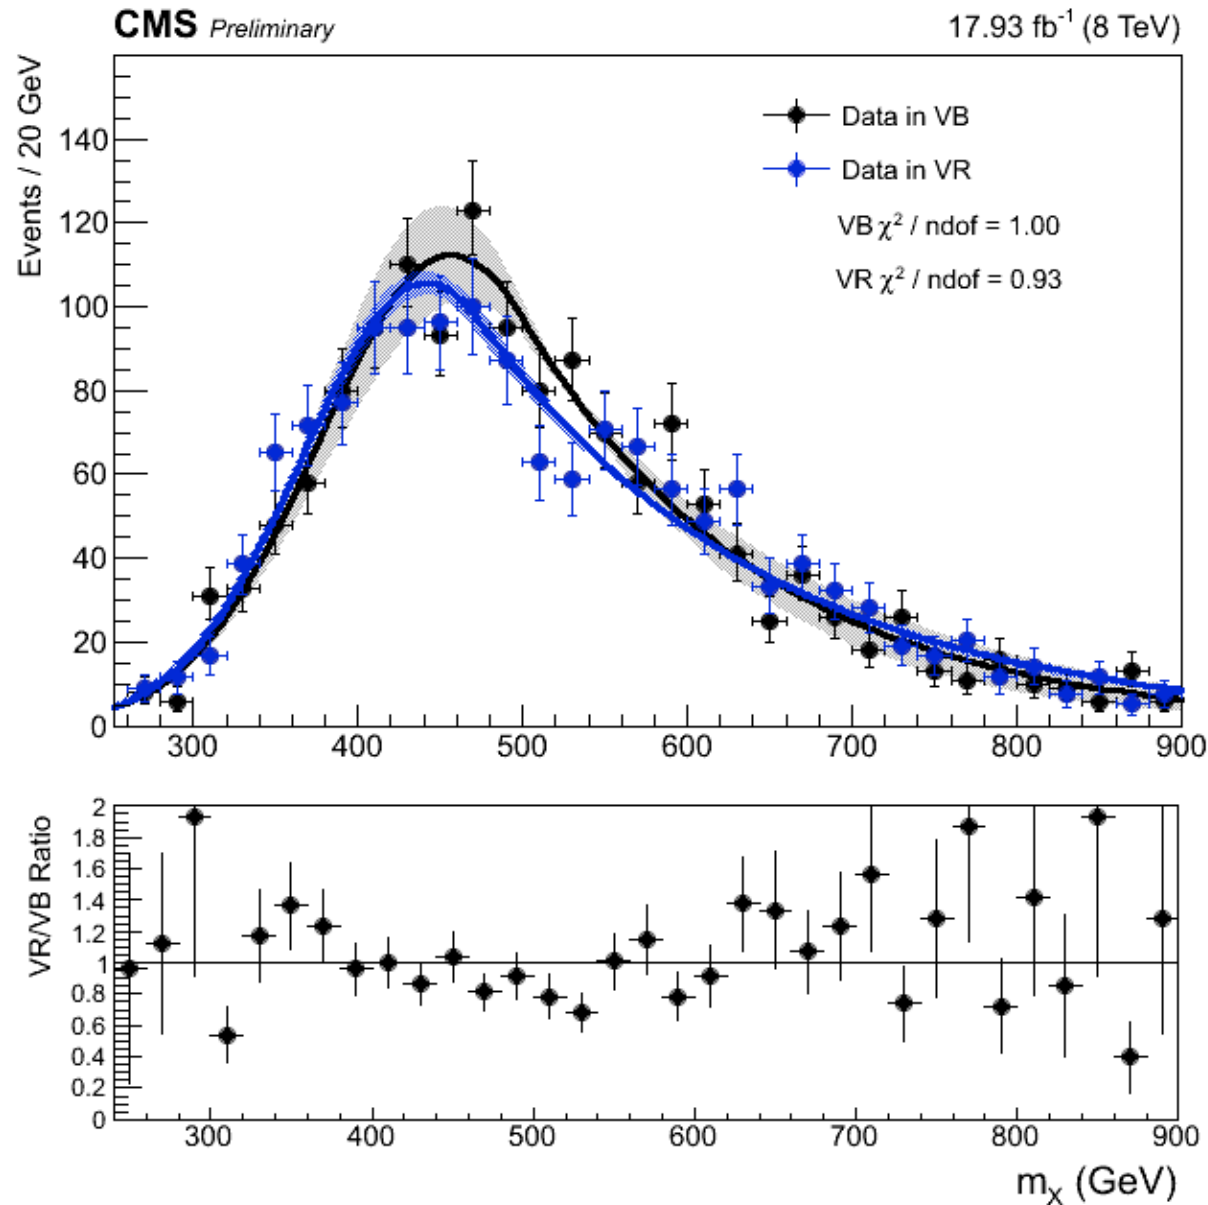 CMS Preliminary 17.93 fb⁻¹ (8 TeV)
Events / 20 GeV
140
120
100
80
60
40
20
0
Data in VB
Data in VR
VB χ² / ndof = 1.00
VR χ² / ndof = 0.93
300 400 500 600 700 800 900
VR/VB Ratio
2
1.8
1.6
1.4
1.2
1
0.8
0.6
0.4
0.2
0
300 400 500 600 700 800 900
m_X (GeV)